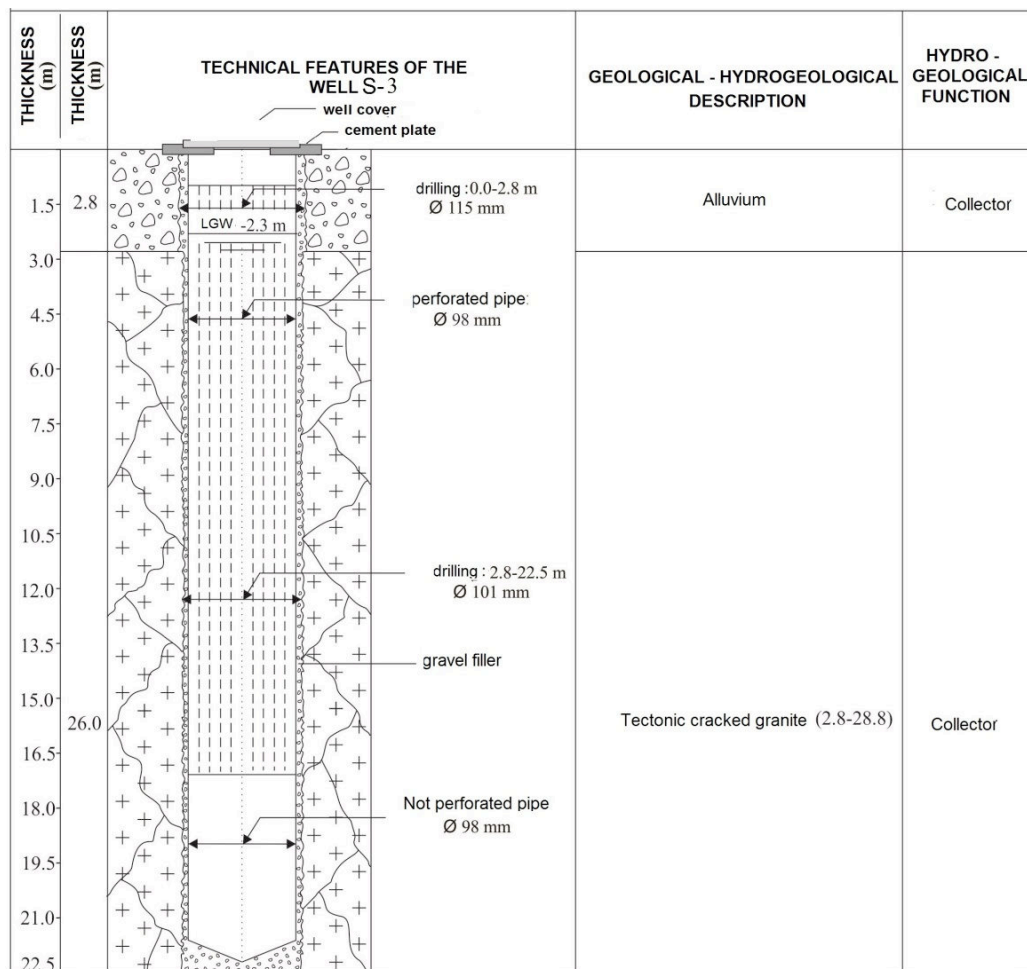 THICKNESS
(m)
THICKNESS
(m)
TECHNICAL FEATURES OF THE
WELL S-3
well cover
cement plate
GEOLOGICAL - HYDROGEOLOGICAL
DESCRIPTION
HYDRO -
GEOLOGICAL
FUNCTION
1.5
2.8
drilling : 0.0-2.8 m
Ø 115 mm
Alluvium
Collector
LGW -2.3 m
3.0
perforated pipe:
Ø 98 mm
4.5
6.0
7.5
9.0
10.5
drilling : 2.8-22.5 m
Ø 101 mm
12.0
13.5
gravel filler
15.0
26.0
Tectonic cracked granite (2.8-28.8)
Collector
16.5
Not perforated pipe
Ø 98 mm
18.0
19.5
21.0
22.5